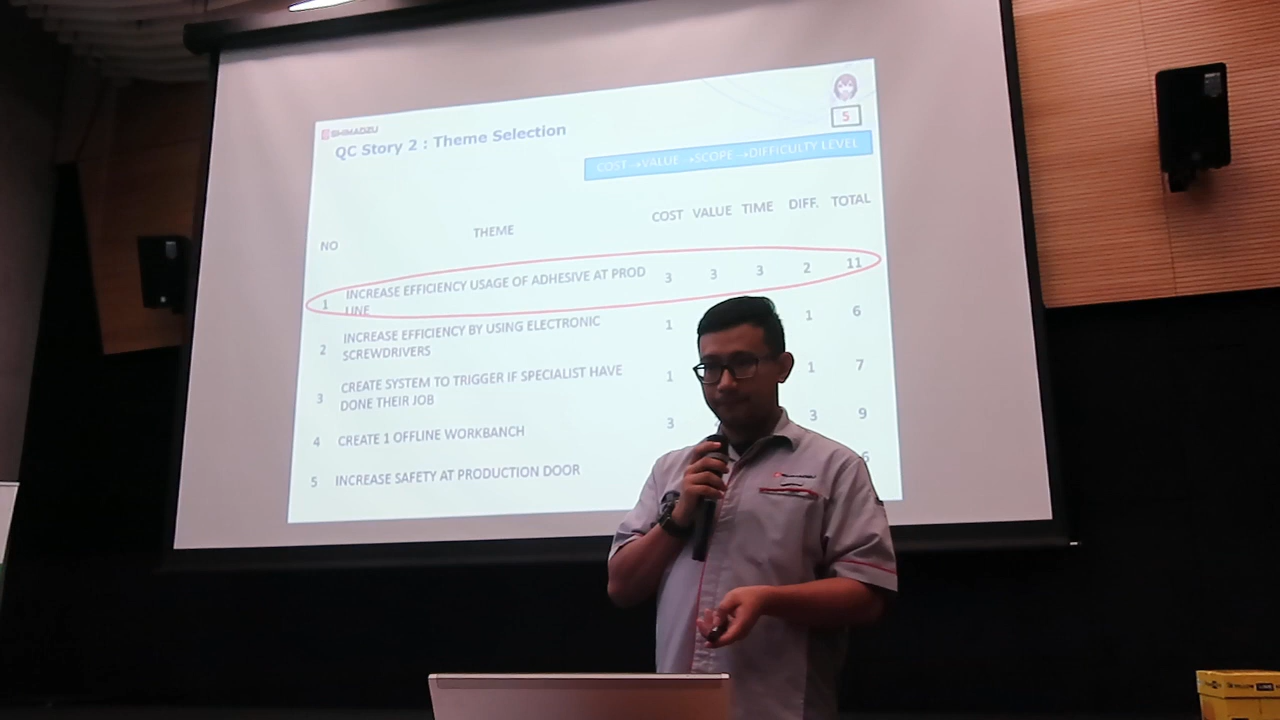 SHIMADZU
5
QC Story 2 : Theme Selection
COST→VALUE→SCOPE→DIFFICULTY LEVEL
NO THEME COST VALUE TIME DIFF. TOTAL
1 INCREASE EFFICIENCY USAGE OF ADHESIVE AT PROD 3 3 3 2 11
LINE
2 INCREASE EFFICIENCY BY USING ELECTRONIC 1 1 6
SCREWDRIVERS
3 CREATE SYSTEM TO TRIGGER IF SPECIALIST HAVE 1 1 7
DONE THEIR JOB
4 CREATE 1 OFFLINE WORKBANCH 3 3 9
5 INCREASE SAFETY AT PRODUCTION DOOR 6
SHIMADZU